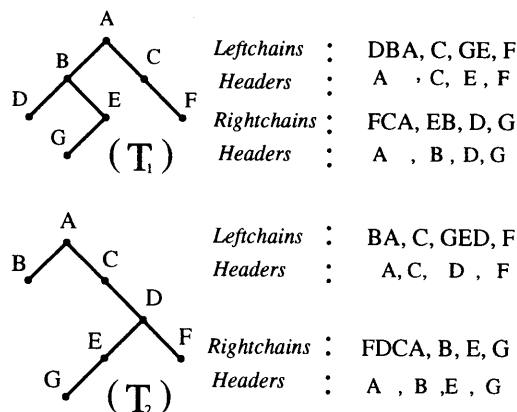 A
B
C
D
E
F
G
(T1)
Leftchains : DBA, C, GE, F
Headers : A , C, E, F
Rightchains : FCA, EB, D, G
Headers : A , B, D, G
A
B
C
D
E
F
G
(T2)
Leftchains : BA, C, GED, F
Headers : A, C, D , F
Rightchains : FDCA, B, E, G
Headers : A , B ,E , G